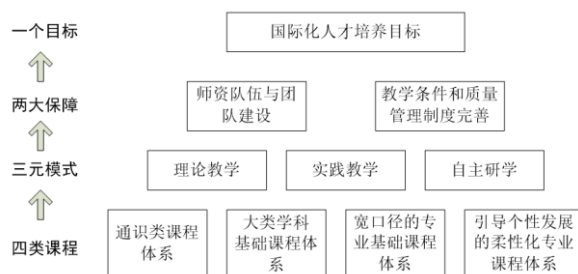 一个目标
国际化人才培养目标
两大保障
师资队伍与团
队建设
教学条件和质量
管理制度完善
三元模式
理论教学
实践教学
自主研学
四类课程
通识类课程
体系
大类学科
基础课程体
系
宽口径的专
业基础课程
体系
引导个性发展
的柔性化专业
课程体系